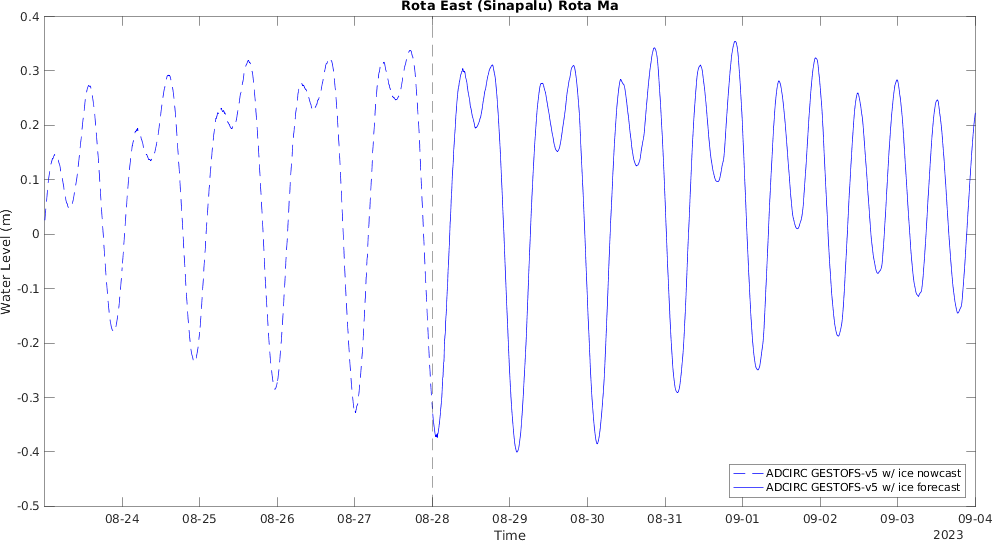 Rota East (Sinapalu) Rota Ma
0.4
0.3
0.2
0.1
0
-0.1
-0.2
-0.3
-0.4
-0.5
Water Level (m)
08-24 08-25 08-26 08-27 08-28 08-29 08-30 08-31 09-01 09-02 09-03 09-04
Time
2023
ADCIRC GESTOFS-v5 w/ ice nowcast
ADCIRC GESTOFS-v5 w/ ice forecast